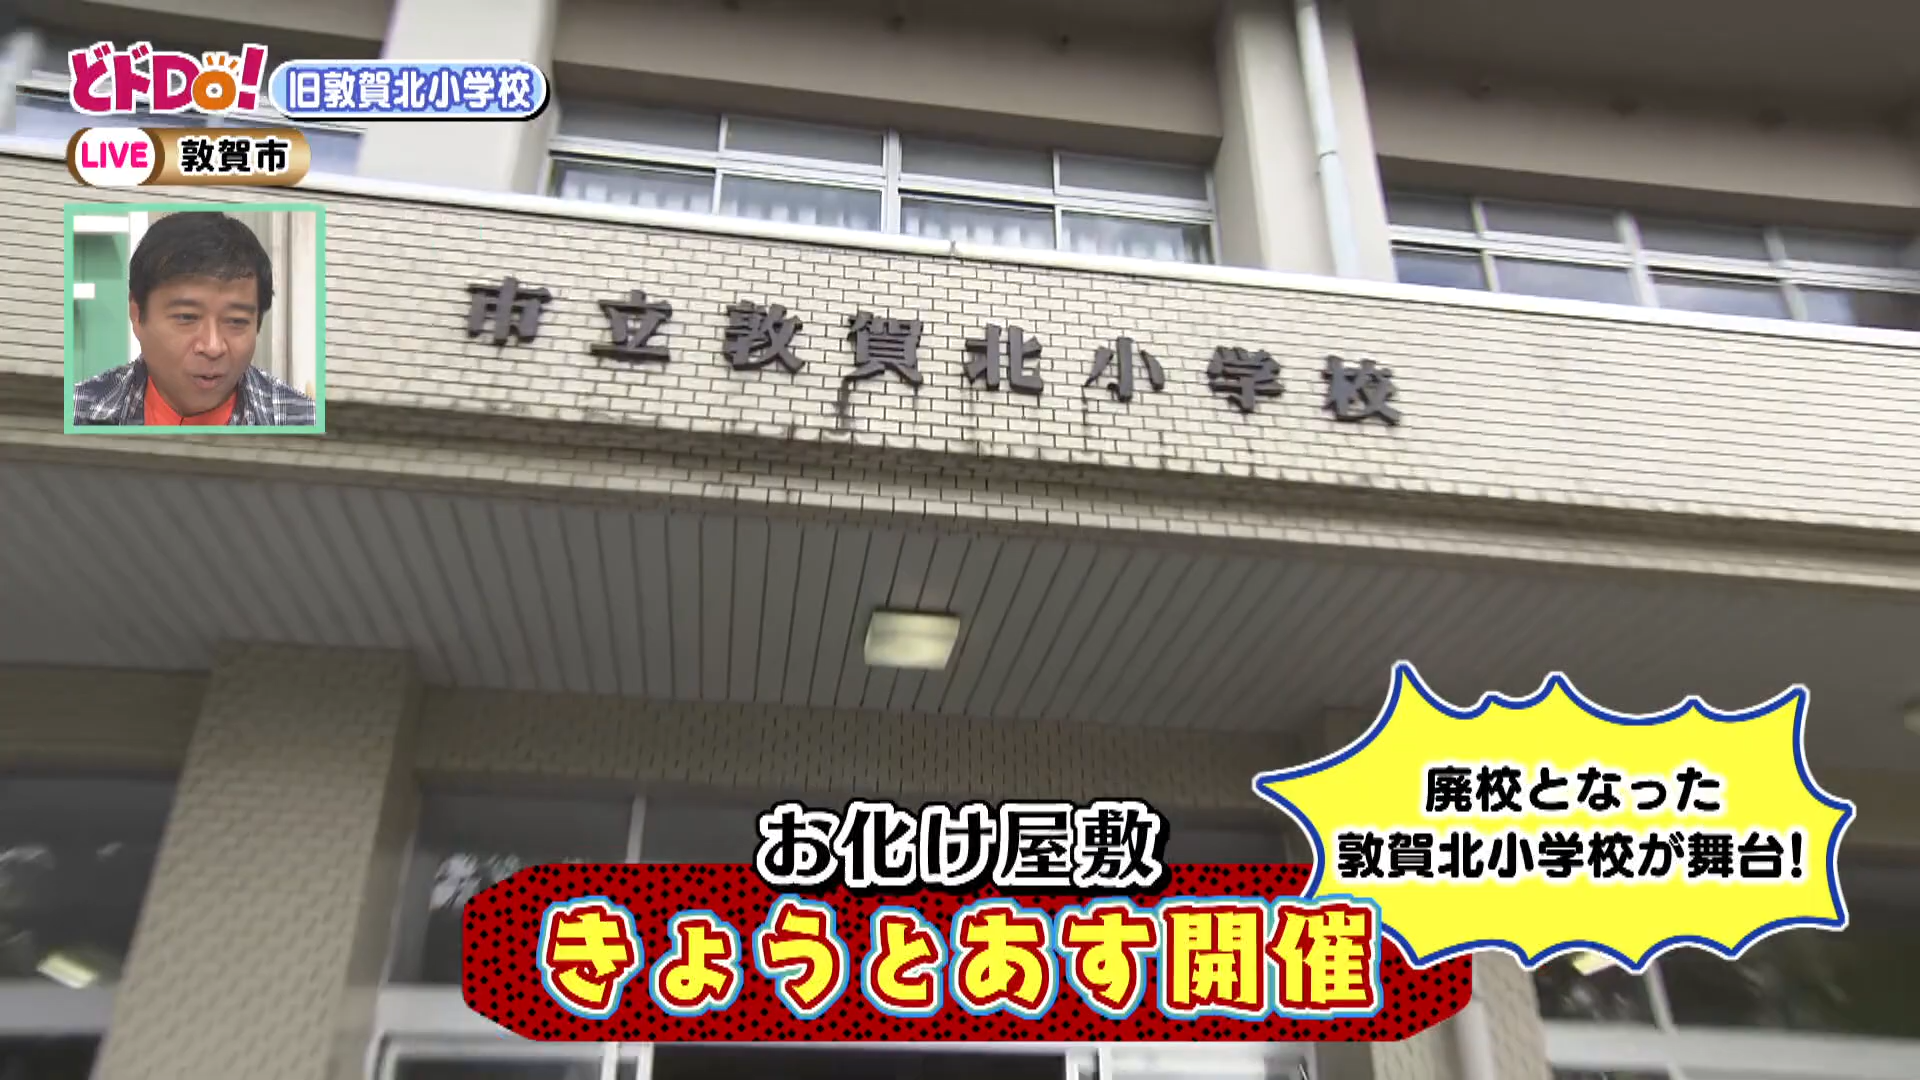 どドDO!
旧敦賀北小学校
LIVE 敦賀市
市立敦賀北小学校
廃校となった
敦賀北小学校が舞台!
お化け屋敷
きょうとあす開催